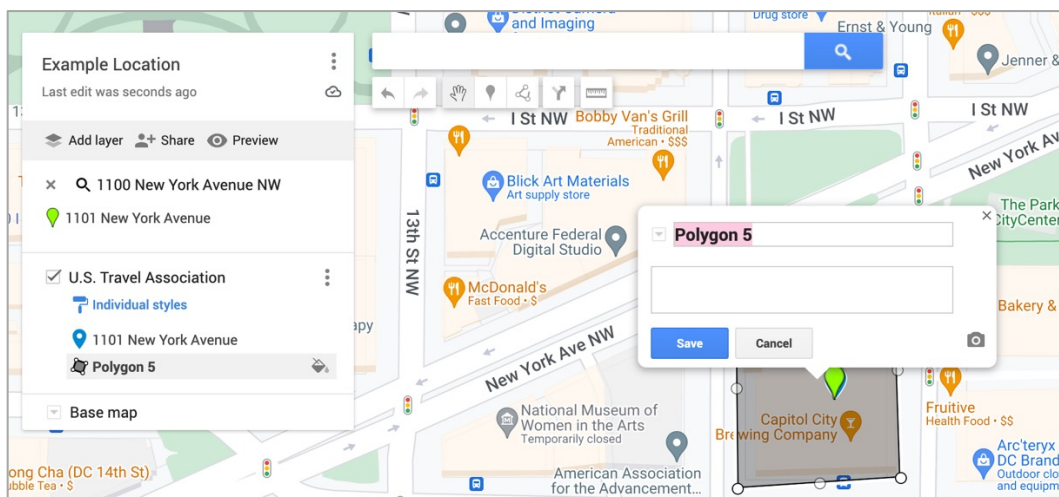 Example Location
Last edit was seconds ago
Add layer
Share
Preview
1100 New York Avenue NW
1101 New York Avenue
U.S. Travel Association
Individual styles
1101 New York Avenue
Polygon 5
Base map
and Imaging
Drug store
Ernst & Young
Jenner &
I St NW
Bobby Van's Grill
Traditional
American • $$$
I St NW
I St NW
New York Av
Blick Art Materials
Art supply store
13th St NW
Accenture Federal
Digital Studio
The Park
CityCenter
Polygon 5
McDonald's
Fast Food • $
Bakery &
Save
Cancel
New York Ave NW
National Museum of
Women in the Arts
Temporarily closed
Capitol City
Brewing Company
Fruitive
Health Food • $$
American Association
for the Advancement...
Arc'teryx
DC Brand
Outdoor clo
and equipm
ong Cha (DC 14th St)
ubble Tea • $